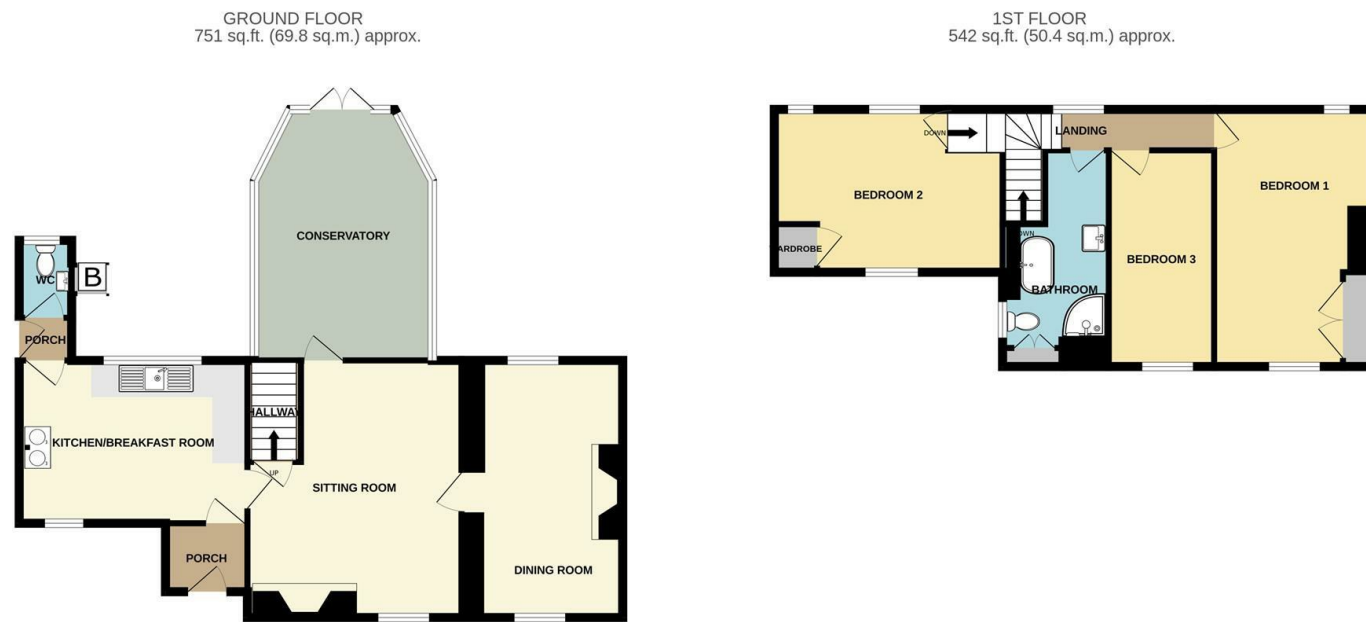 GROUND FLOOR
751 sq.ft. (69.8 sq.m.) approx.
1ST FLOOR
542 sq.ft. (50.4 sq.m.) approx.
CONSERVATORY
WC
B
PORCH
KITCHEN/BREAKFAST ROOM
HALLWAY
UP
SITTING ROOM
PORCH
DINING ROOM
DOWN
LANDING
BEDROOM 2
BEDROOM 1
WARDROBE
DOWN
BEDROOM 3
BATHROOM